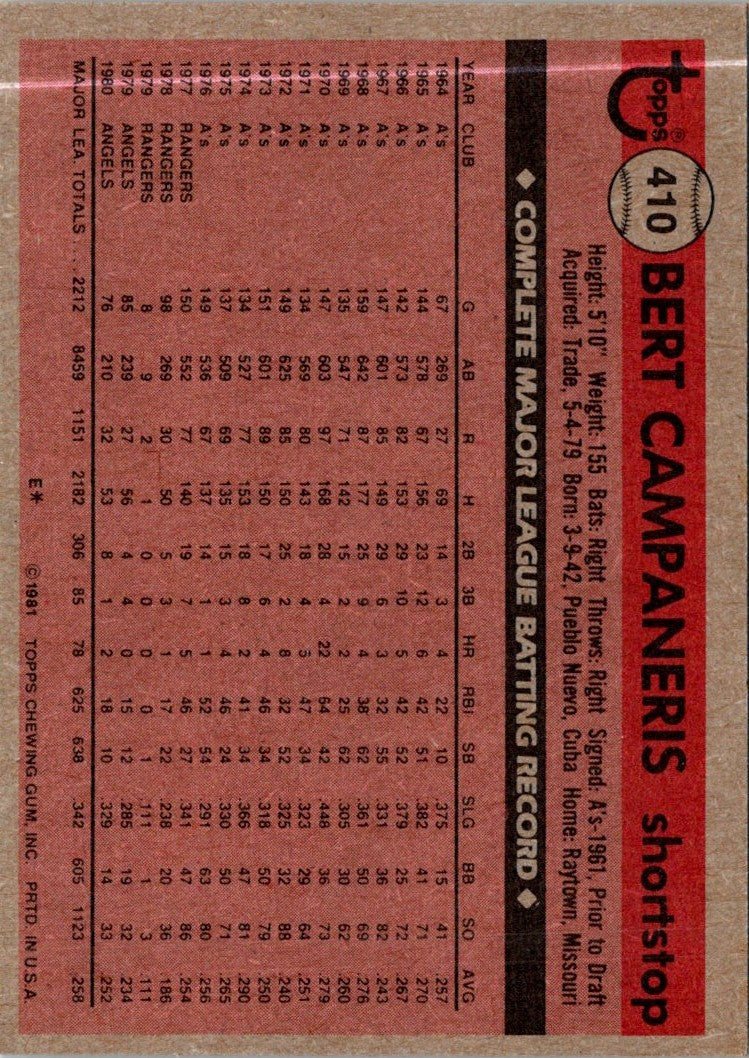 Topps® 410 BERT CAMPANERIS shortstop
Height: 5'10" Weight: 155 Bats: Right Throws: Right Signed: A's-1961, Prior to Draft
Acquired: Trade, 5-4-79 Born: 3-9-42, Pueblo Nuevo, Cuba Home: Raytown, Missouri
◆ COMPLETE MAJOR LEAGUE BATTING RECORD ◆
YEAR CLUB G AB R H 2B 3B HR RBI SB SLG BB SO AVG
1964 A's 67 269 27 69 14 3 4 22 10 .375 15 41 .257
1965 A's 144 578 67 156 23 12 6 42 51 .382 41 71 .270
1966 A's 142 573 82 153 29 10 5 42 52 .379 25 72 .267
1967 A's 147 601 85 149 29 6 3 32 55 .331 36 82 .243
1968 A's 159 642 87 177 25 9 4 38 62 .361 50 69 .276
1969 A's 135 547 71 142 15 2 2 25 62 .305 30 62 .260
1970 A's 147 603 97 168 28 4 22 64 42 .448 36 73 .279
1971 A's 134 569 80 143 18 4 5 47 34 .323 29 64 .251
1972 A's 149 625 85 150 25 2 8 32 52 .325 32 88 .240
1973 A's 151 601 89 150 17 6 4 46 34 .318 50 79 .250
1974 A's 134 527 77 153 18 8 2 41 34 .366 47 81 .290
1975 A's 137 509 69 135 15 3 4 46 24 .330 50 71 .265
1976 A's 149 536 67 137 14 1 1 52 54 .291 63 80 .256
1977 RANGERS 150 552 77 140 19 7 5 46 27 .341 47 86 .254
1978 RANGERS 98 269 30 50 5 3 1 17 22 .238 20 36 .186
1979 RANGERS 8 9 2 1 0 0 0 0 1 .111 1 3 .111
1979 ANGELS 85 239 27 56 4 4 0 15 12 .285 19 32 .234
1980 ANGELS 76 210 32 53 8 1 2 18 10 .329 14 33 .252
MAJOR LEA. TOTALS . . . 2212 8459 1151 2182 306 85 78 625 638 .342 605 1123 .258
E* ©1981 TOPPS CHEWING GUM, INC. PRTD. IN U.S.A.